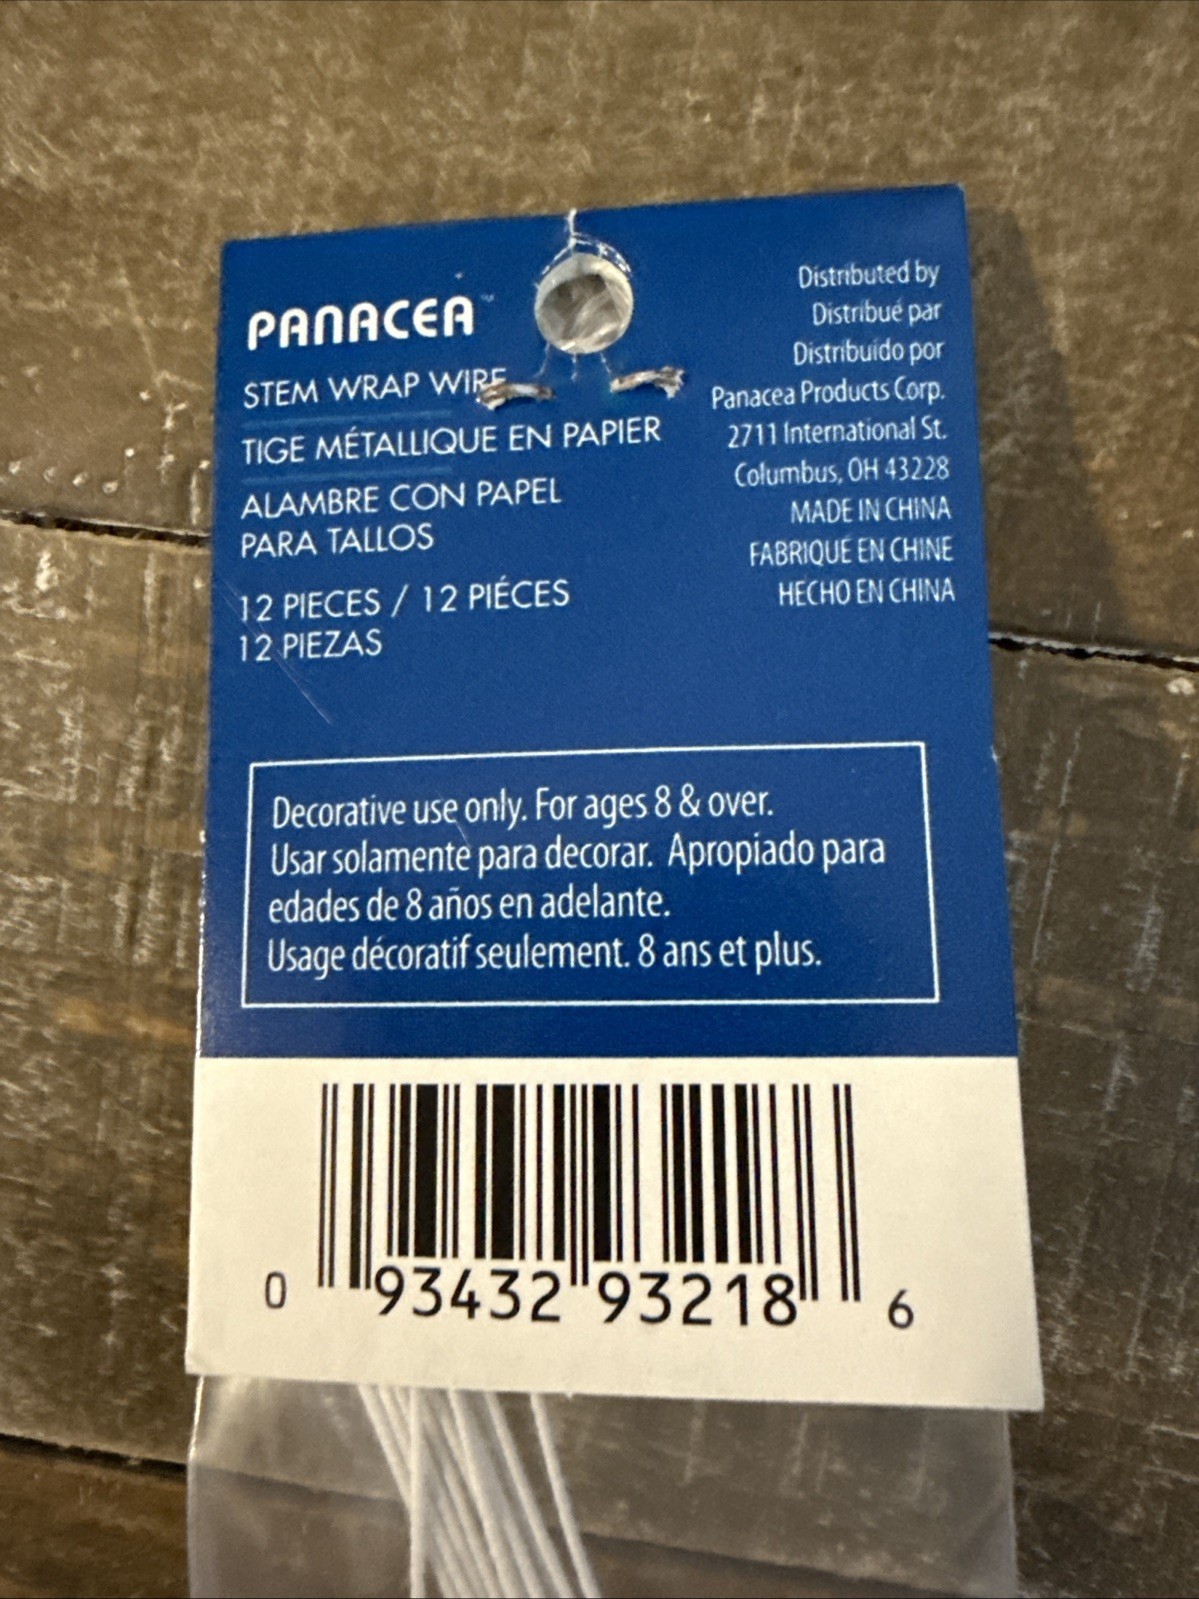 PANACEA™
STEM WRAP WIRE
TIGE MÉTALLIQUE EN PAPIER
ALAMBRE CON PAPEL
PARA TALLOS
12 PIECES / 12 PIÉCES
12 PIEZAS
Distributed by
Distribué par
Distribuido por
Panacea Products Corp.
2711 International St.
Columbus, OH 43228
MADE IN CHINA
FABRIQUÉ EN CHINE
HECHO EN CHINA
Decorative use only. For ages 8 & over.
Usar solamente para decorar. Apropiado para
edades de 8 años en adelante.
Usage décoratif seulement. 8 ans et plus.
0 93432 93218 6